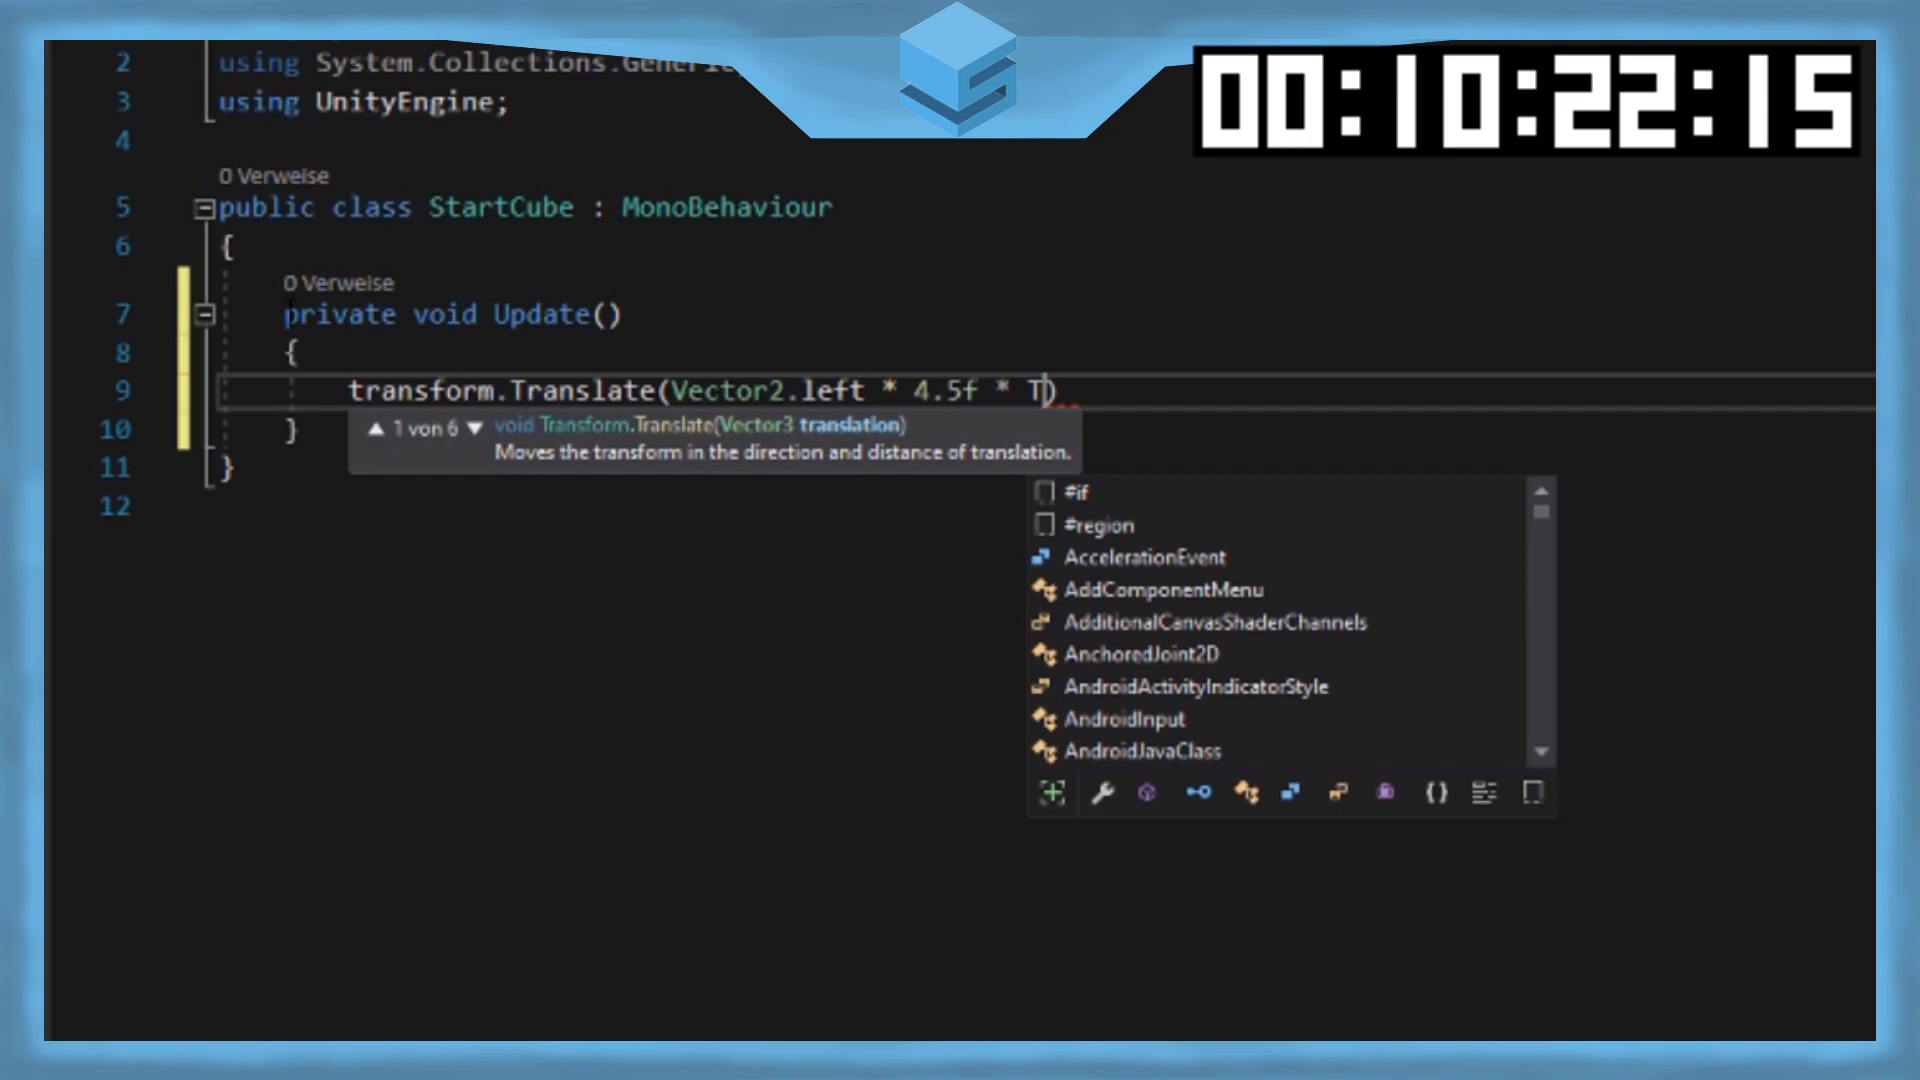 00:10:22:15
2 using System.Collections.Generic
3 using UnityEngine;
4
0 Verweise
5 public class StartCube : MonoBehaviour
6 {
0 Verweise
7 private void Update()
8 {
9 transform.Translate(Vector2.left * 4.5f * T)
10 }
▲ 1 von 6 ▼ void Transform.Translate(Vector3 translation)
Moves the transform in the direction and distance of translation.
11 }
12
#if
#region
AccelerationEvent
AddComponentMenu
AdditionalCanvasShaderChannels
AnchoredJoint2D
AndroidActivityIndicatorStyle
AndroidInput
AndroidJavaClass